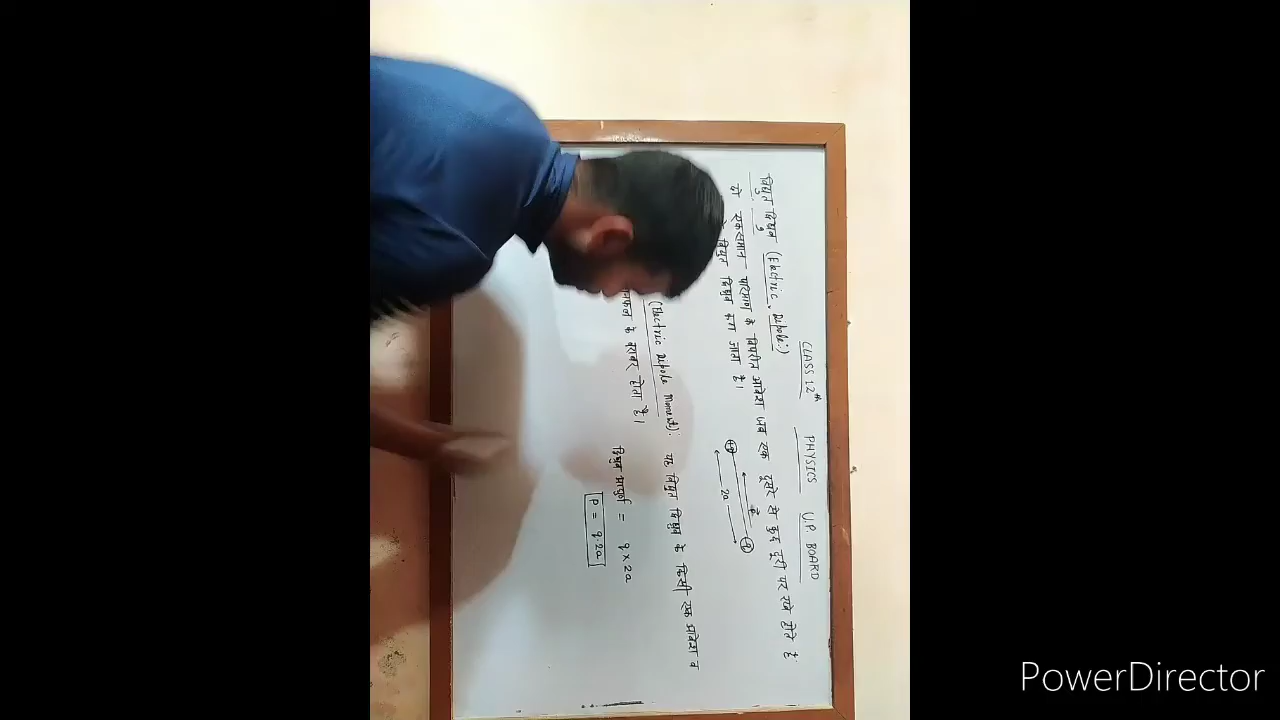 CLASS 12th PHYSICS U.P. BOARD
विद्युत द्विध्रुव (Electric Dipole):
दो एकसमान परिमाण के विपरीत आवेश जब एक दूसरे से कुछ दूरी पर रखे होते हैं
विद्युत द्विध्रुव कहा जाता है।
+q -q
2a
(Electric Dipole Moment): यह विद्युत द्विध्रुव के किसी एक आवेश व
के बराबर होता है।
द्विध्रुव आघूर्ण = q × 2a
P = q.2a
PowerDirector